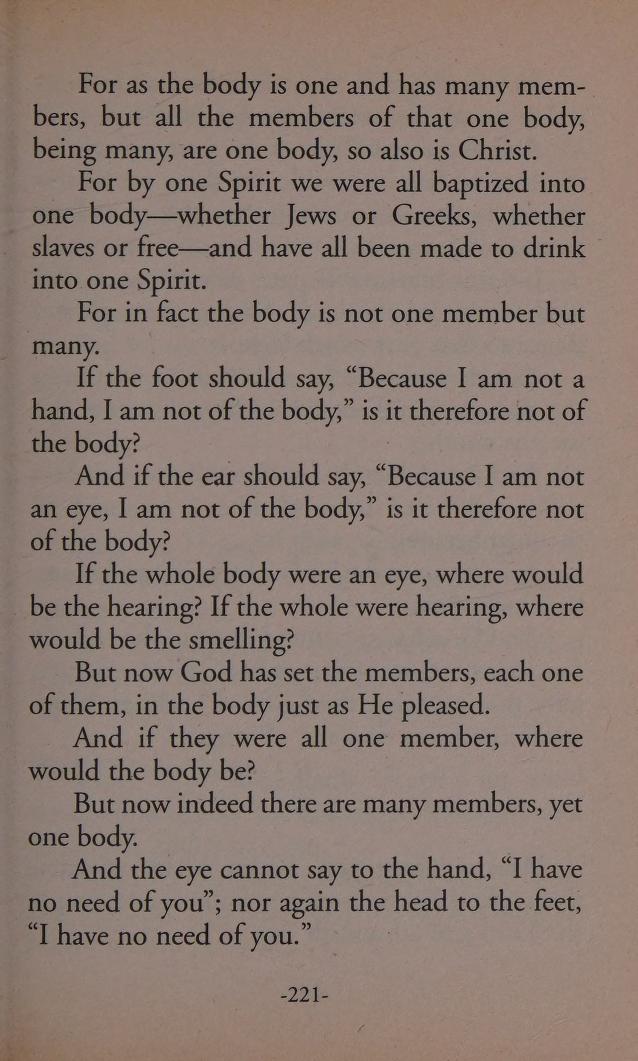 For as the body is one and has many mem-
bers, but all the members of that one body,
being many, are one body, so also is Christ.
For by one Spirit we were all baptized into
one body—whether Jews or Greeks, whether
slaves or free—and have all been made to drink
into one Spirit.
For in fact the body is not one member but
many.
If the foot should say, “Because I am not a
hand, I am not of the body,” is it therefore not of
the body?
And if the ear should say, “Because I am not
an eye, I am not of the body,” is it therefore not
of the body?
If the whole body were an eye, where would
be the hearing? If the whole were hearing, where
would be the smelling?
But now God has set the members, each one
of them, in the body just as He pleased.
And if they were all one member, where
would the body be?
But now indeed there are many members, yet
one body.
And the eye cannot say to the hand, “I have
no need of you”; nor again the head to the feet,
“I have no need of you.”
-221-